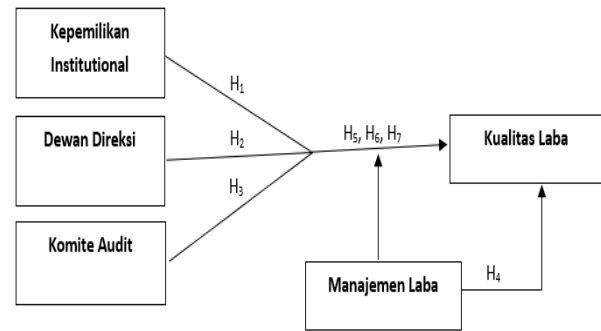 Kepemilikan
Institutional
H₁
Dewan Direksi
H₂
H₅, H₆, H₇
Kualitas Laba
H₃
Komite Audit
Manajemen Laba
H₄